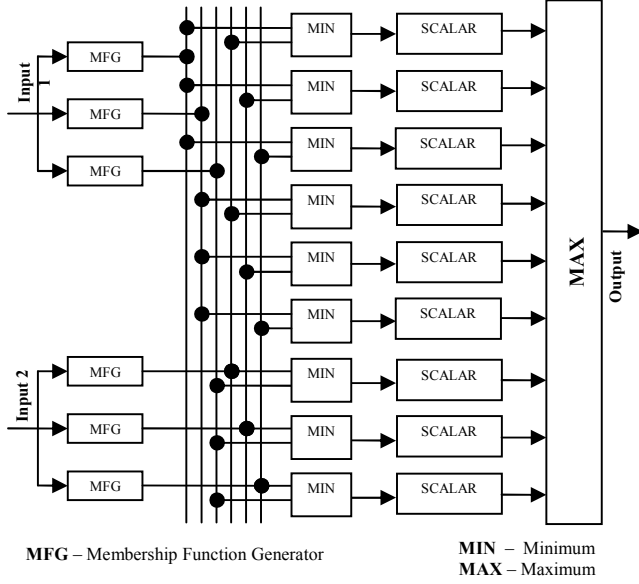 Input 1
MFG
MFG
MFG
Input 2
MFG
MFG
MFG
MIN SCALAR
MIN SCALAR
MIN SCALAR
MIN SCALAR
MIN SCALAR
MIN SCALAR
MIN SCALAR
MIN SCALAR
MIN SCALAR
MAX
Output
MFG – Membership Function Generator
MIN – Minimum
MAX – Maximum